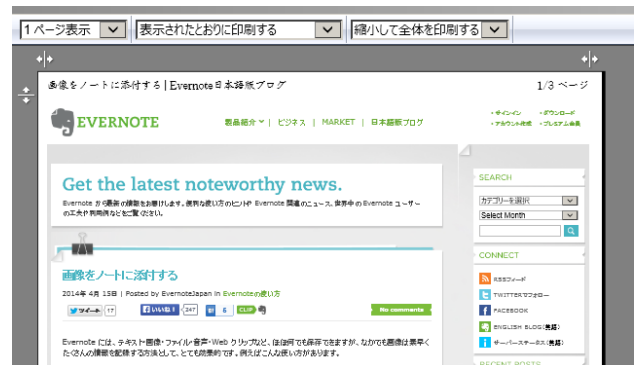 1 ページ表示
表示されたとおりに印刷する
縮小して全体を印刷する
画像をノートに添付する | Evernote日本語版ブログ
1/3 ページ
EVERNOTE
製品紹介 | ビジネス | MARKET | 日本語版ブログ
・サインイン ・ダウンロード
・アカウント作成 ・プレミアム会員
Get the latest noteworthy news.
Evernote から最新の情報をお届けします。便利な使い方のヒントや Evernote 関連のニュース、世界中の Evernote ユーザー
の工夫や利用例などをご覧ください。
SEARCH
カテゴリーを選択
Select Month
CONNECT
RSSフィード
TWITTERでフォロー
FACEBOOK
ENGLISH BLOG(英語)
サーバーステータス(英語)
RECENT POSTS
画像をノートに添付する
2014年 4月 15日 | Posted by EvernoteJapan in Evernoteの使い方
ツイート 17 いいね! 247 B! 6 CLIP
No comments
Evernote には、テキスト・画像・ファイル・音声・Web クリップなど、ほぼ何でも保存できますが、なかでも画像は素早く
たくさんの情報を記録する方法として、とても効果的です。例えばこんな使い方があります。